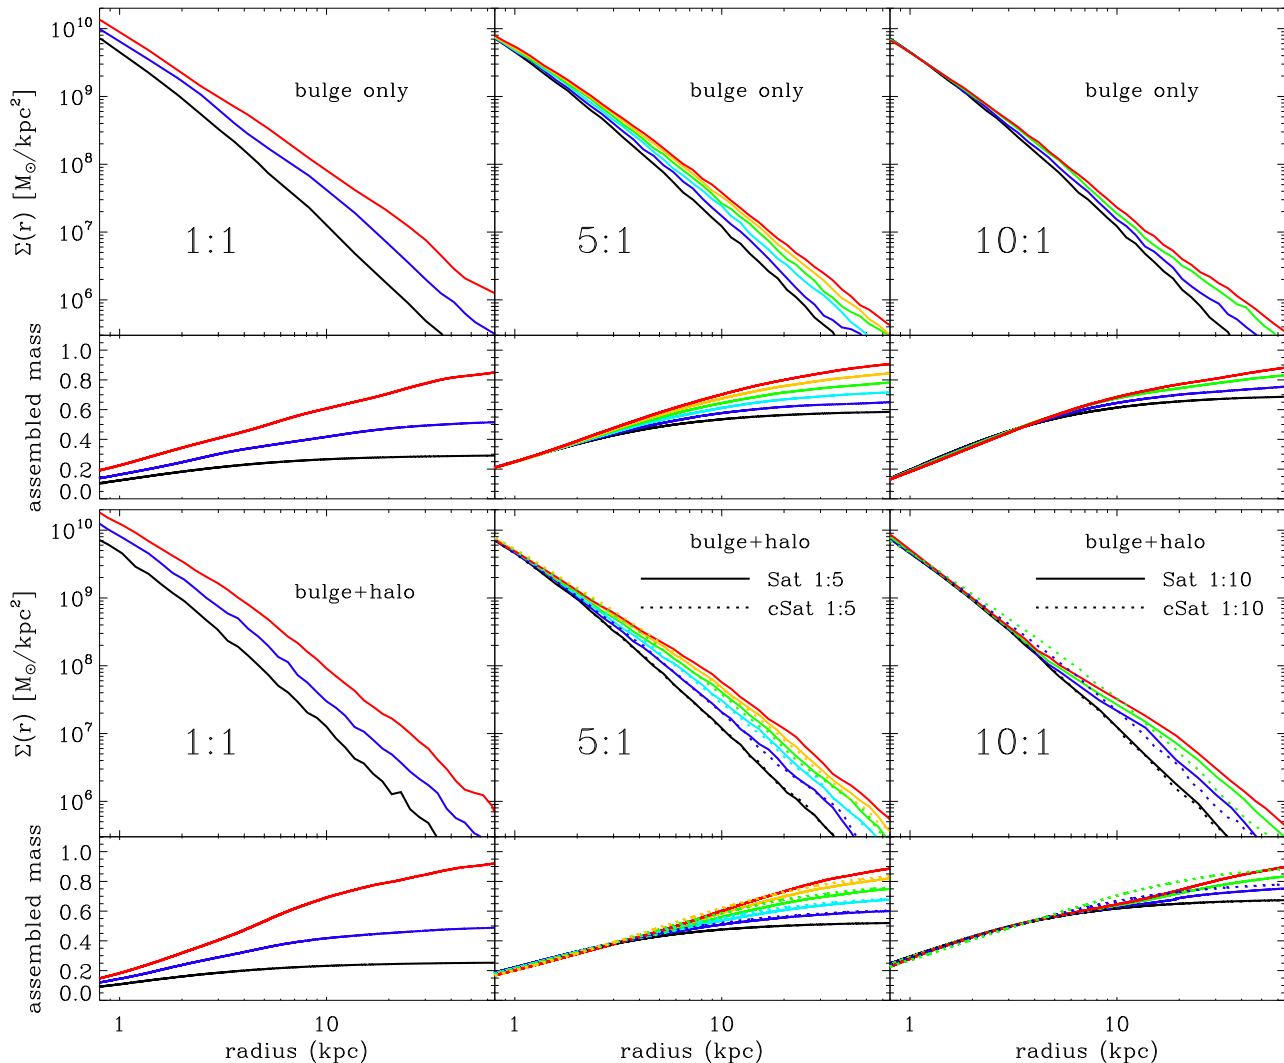 Σ(r) [M☉/kpc²]
10¹⁰
10⁹
10⁸
10⁷
10⁶
bulge only
1:1
bulge only
5:1
bulge only
10:1
assembled mass
1.0
0.8
0.6
0.4
0.2
0.0
Σ(r) [M☉/kpc²]
10¹⁰
10⁹
10⁸
10⁷
10⁶
bulge+halo
1:1
bulge+halo
Sat 1:5
cSat 1:5
5:1
bulge+halo
Sat 1:10
cSat 1:10
10:1
assembled mass
1.0
0.8
0.6
0.4
0.2
0.0
1 10 1 10 1 10
radius (kpc) radius (kpc) radius (kpc)